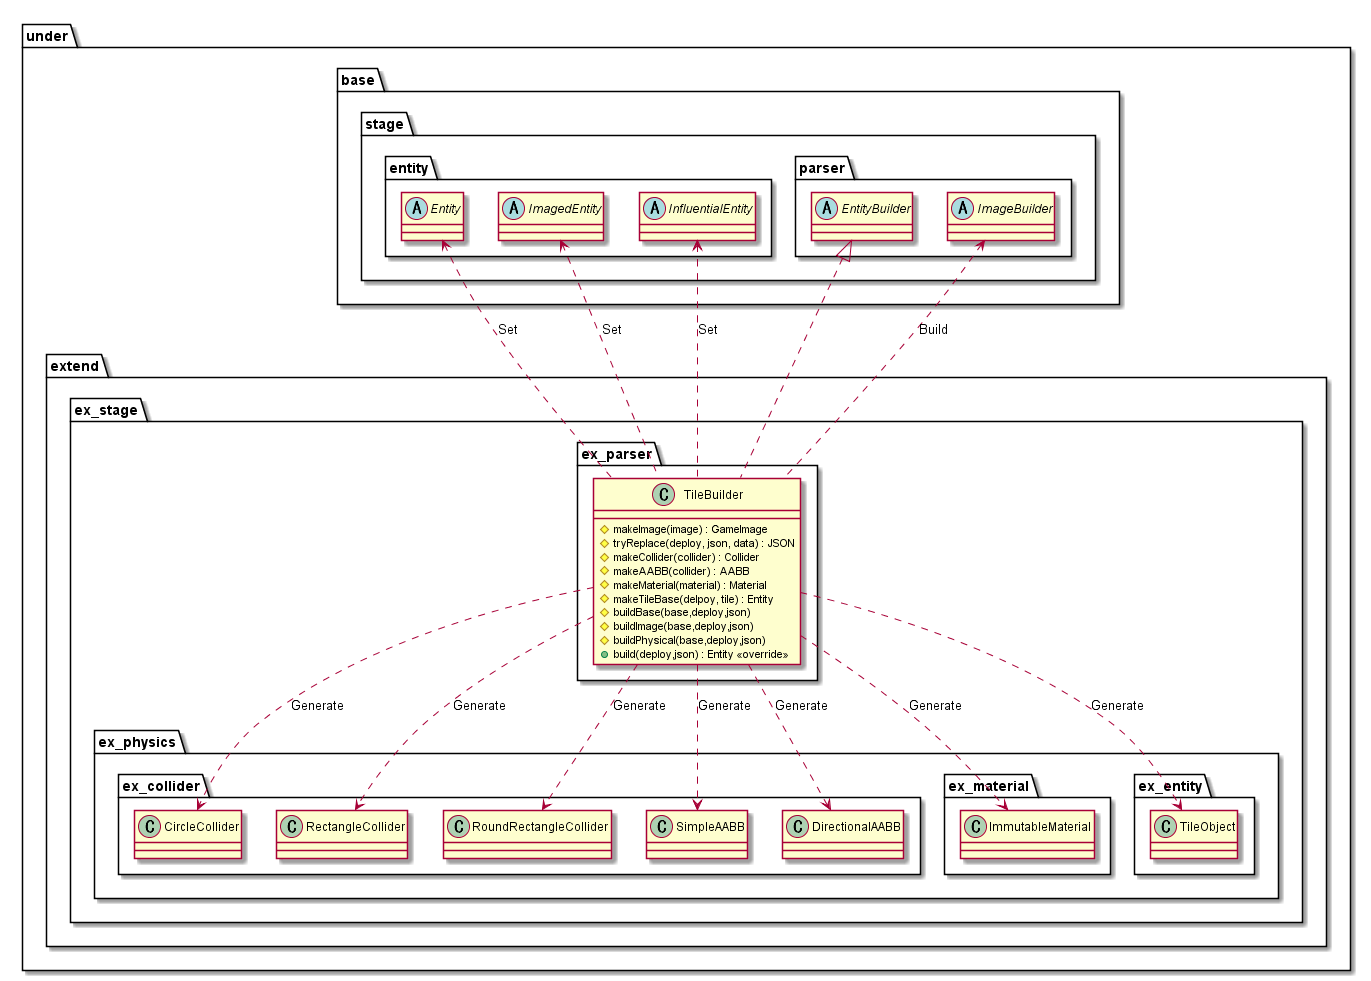 under
base
stage
entity
parser
A Entity
A ImagedEntity
A InfluentialEntity
A EntityBuilder
A ImageBuilder
Set
Set
Set
Build
extend
ex_stage
ex_parser
C TileBuilder
makeImage(image) : GameImage
tryReplace(deploy, json, data) : JSON
makeCollider(collider) : Collider
makeAABB(collider) : AABB
makeMaterial(material) : Material
makeTileBase(delpoy, tile) : Entity
buildBase(base,deploy,json)
buildImage(base,deploy,json)
buildPhysical(base,deploy,json)
build(deploy,json) : Entity «override»
Generate
Generate
Generate
Generate
Generate
Generate
Generate
ex_physics
ex_collider
ex_material
ex_entity
C CircleCollider
C RectangleCollider
C RoundRectangleCollider
C SimpleAABB
C DirectionalAABB
C ImmutableMaterial
C TileObject